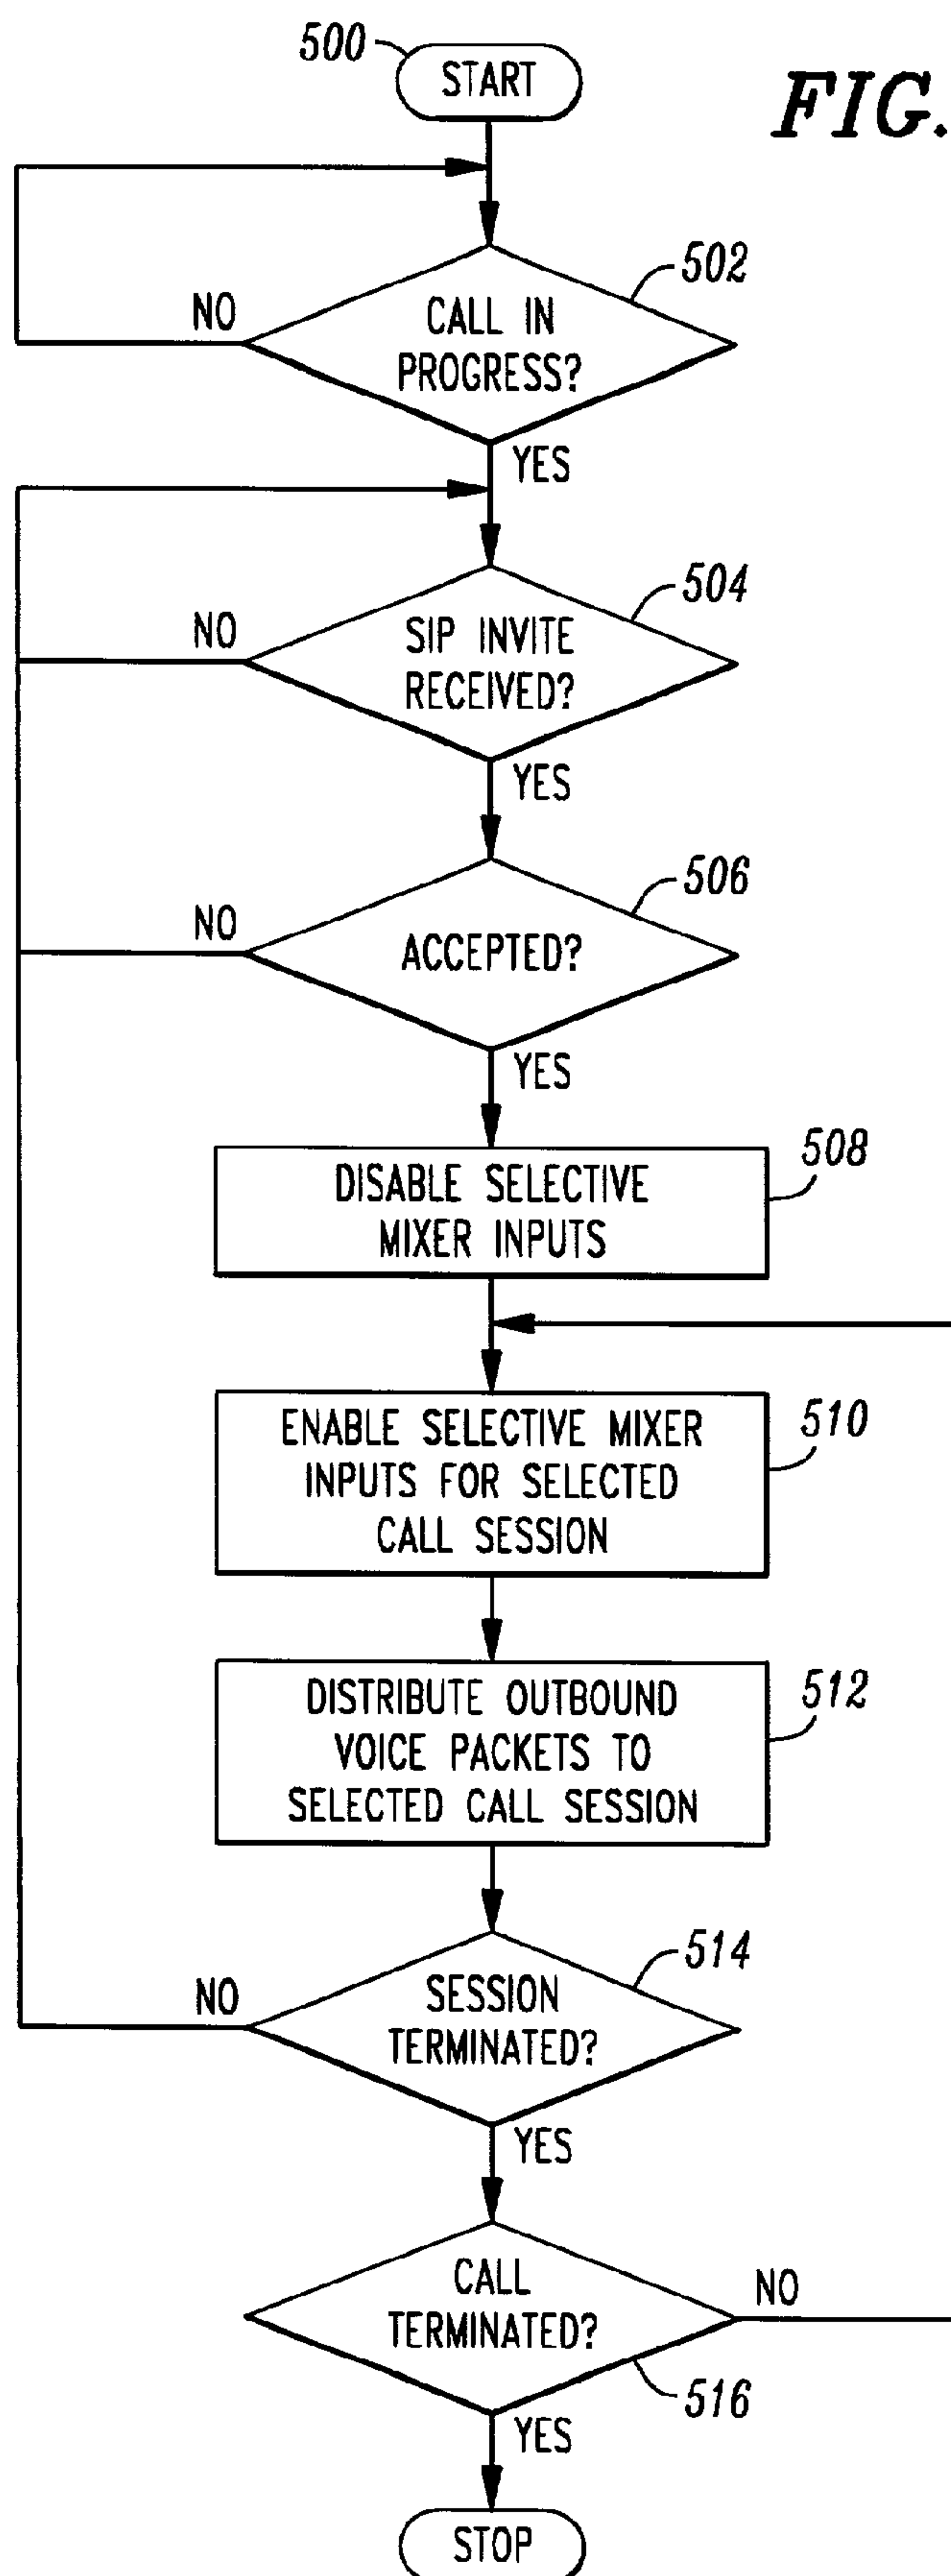 500
START
FIG.
502
CALL IN
PROGRESS?
NO
YES
504
SIP INVITE
RECEIVED?
NO
YES
506
ACCEPTED?
NO
YES
508
DISABLE SELECTIVE
MIXER INPUTS
510
ENABLE SELECTIVE MIXER
INPUTS FOR SELECTED
CALL SESSION
512
DISTRIBUTE OUTBOUND
VOICE PACKETS TO
SELECTED CALL SESSION
514
SESSION
TERMINATED?
NO
YES
CALL
TERMINATED?
NO
516
YES
STOP